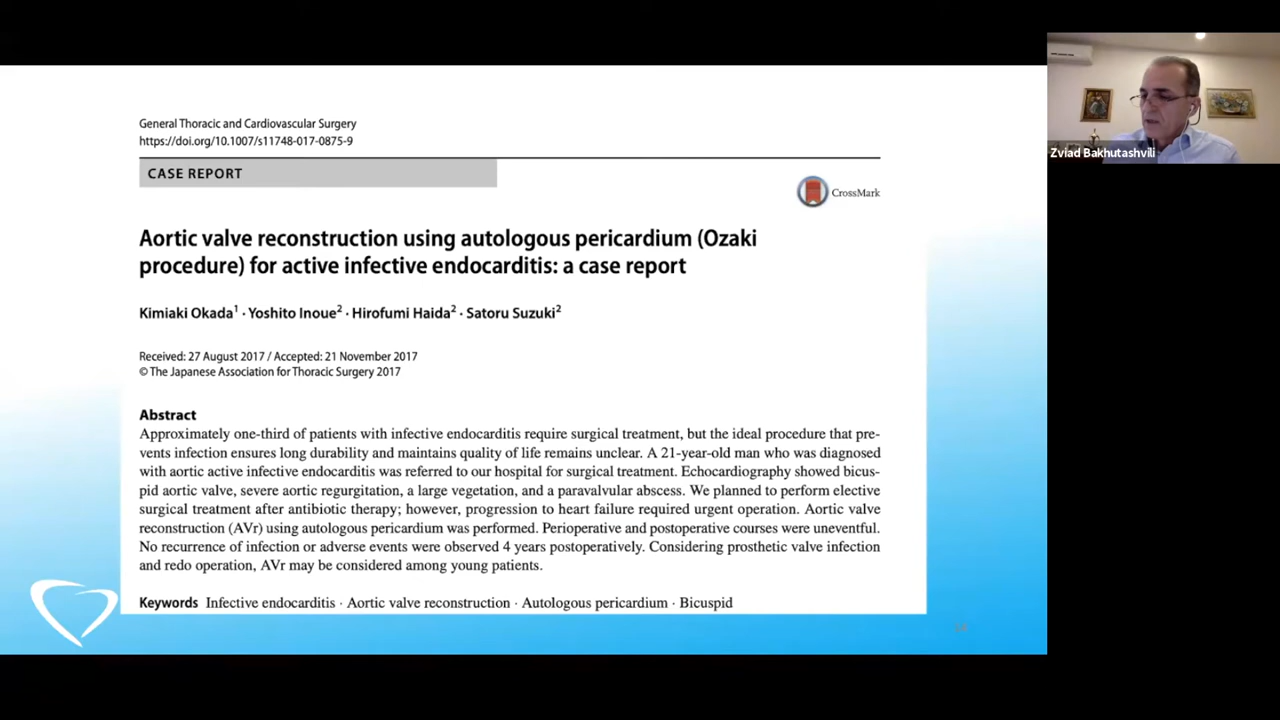 General Thoracic and Cardiovascular Surgery
https://doi.org/10.1007/s11748-017-0875-9
CASE REPORT
CrossMark
Aortic valve reconstruction using autologous pericardium (Ozaki
procedure) for active infective endocarditis: a case report
Kimiaki Okada1 · Yoshito Inoue2 · Hirofumi Haida2 · Satoru Suzuki2
Received: 27 August 2017 / Accepted: 21 November 2017
© The Japanese Association for Thoracic Surgery 2017
Abstract
Approximately one-third of patients with infective endocarditis require surgical treatment, but the ideal procedure that pre-
vents infection ensures long durability and maintains quality of life remains unclear. A 21-year-old man who was diagnosed
with aortic active infective endocarditis was referred to our hospital for surgical treatment. Echocardiography showed bicus-
pid aortic valve, severe aortic regurgitation, a large vegetation, and a paravalvular abscess. We planned to perform elective
surgical treatment after antibiotic therapy; however, progression to heart failure required urgent operation. Aortic valve
reconstruction (AVr) using autologous pericardium was performed. Perioperative and postoperative courses were uneventful.
No recurrence of infection or adverse events were observed 4 years postoperatively. Considering prosthetic valve infection
and redo operation, AVr may be considered among young patients.
Keywords Infective endocarditis · Aortic valve reconstruction · Autologous pericardium · Bicuspid
Zviad Bakhutashvili